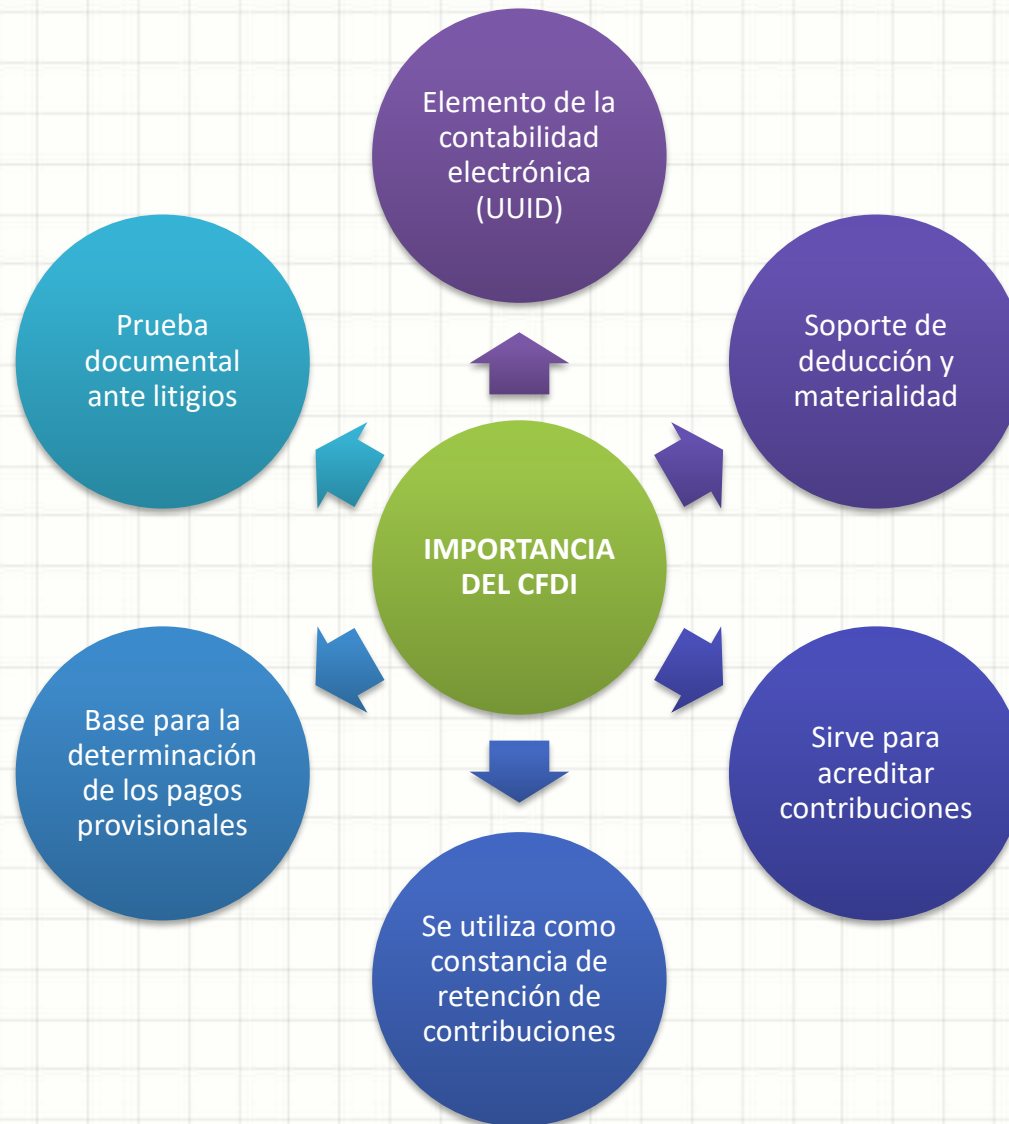 Elemento de la
contabilidad
electrónica
(UUID)
Soporte de
deducción y
materialidad
Sirve para
acreditar
contribuciones
Se utiliza como
constancia de
retención de
contribuciones
Base para la
determinación
de los pagos
provisionales
Prueba
documental
ante litigios
IMPORTANCIA
DEL CFDI